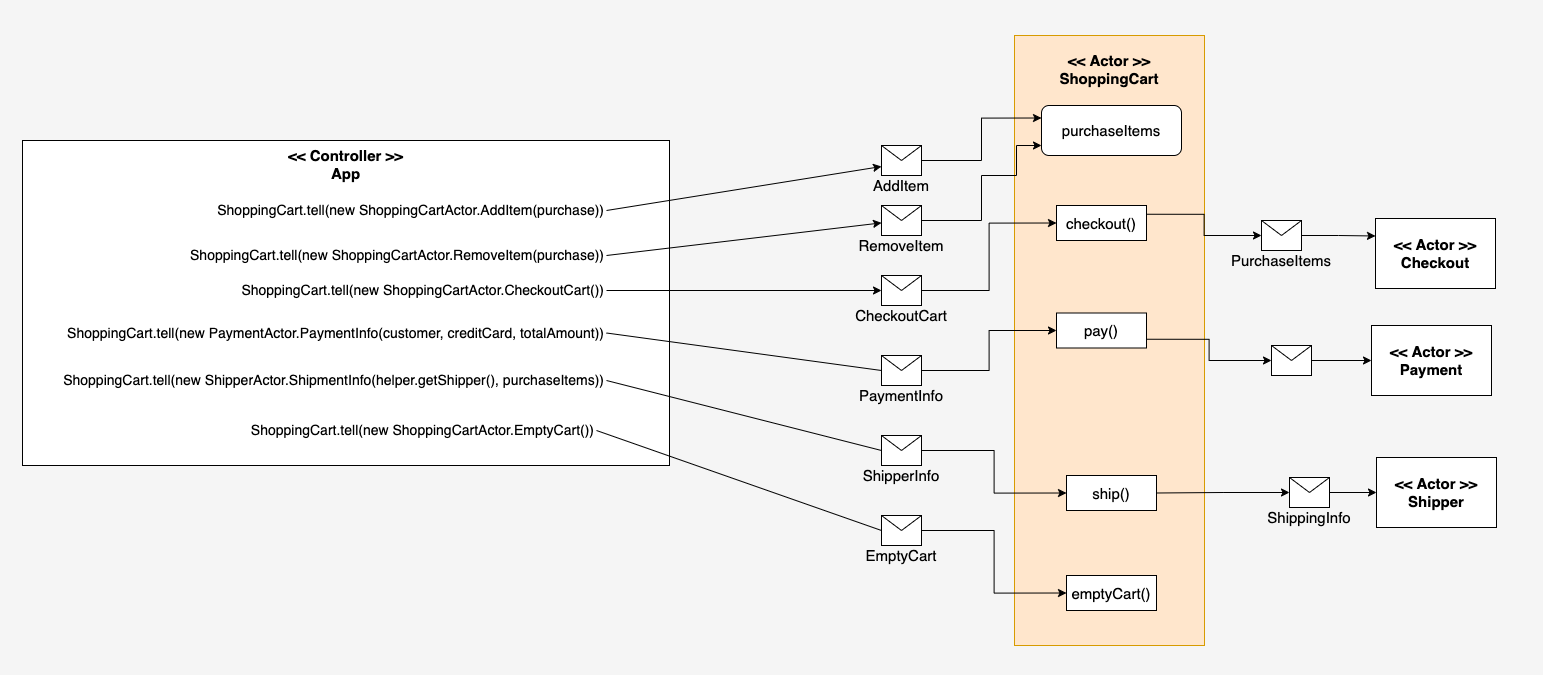 << Controller >>
App
ShoppingCart.tell(new ShoppingCartActor.AddItem(purchase))
ShoppingCart.tell(new ShoppingCartActor.RemoveItem(purchase))
ShoppingCart.tell(new ShoppingCartActor.CheckoutCart())
ShoppingCart.tell(new PaymentActor.PaymentInfo(customer, creditCard, totalAmount))
ShoppingCart.tell(new ShipperActor.ShipmentInfo(helper.getShipper(), purchaseItems))
ShoppingCart.tell(new ShoppingCartActor.EmptyCart())
AddItem
RemoveItem
CheckoutCart
PaymentInfo
ShipperInfo
EmptyCart
<< Actor >>
ShoppingCart
purchaseItems
checkout()
pay()
ship()
emptyCart()
PurchaseItems
ShippingInfo
<< Actor >>
Checkout
<< Actor >>
Payment
<< Actor >>
Shipper